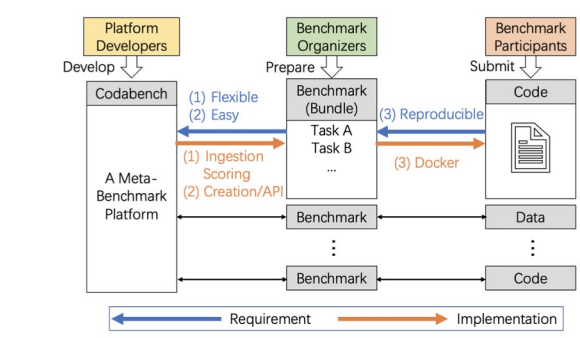 Platform
Developers
Benchmark
Organizers
Benchmark
Participants
Develop
Prepare
Submit
Codabench
A Meta-
Benchmark
Platform
(1) Flexible
(2) Easy
(1) Ingestion
Scoring
(2) Creation/API
Benchmark
(Bundle)
Task A
Task B
...
(3) Reproducible
(3) Docker
Code
Benchmark
Data
Benchmark
Code
Requirement
Implementation